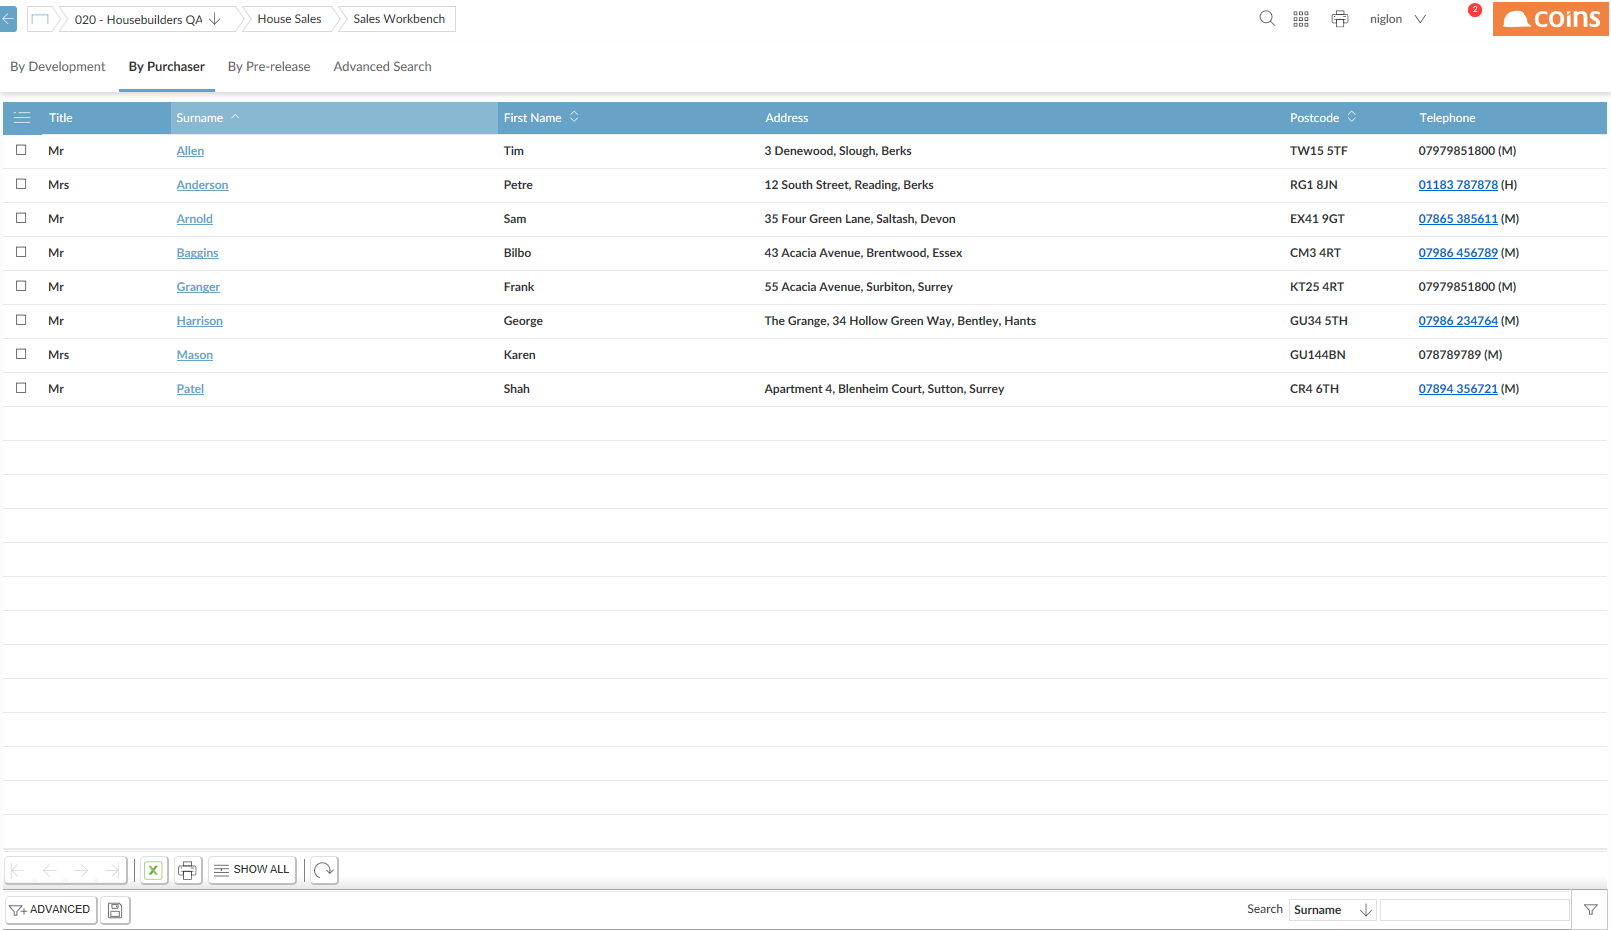 020 - Housebuilders QA House Sales Sales Workbench niglon 2 coins
By Development By Purchaser By Pre-release Advanced Search
Title Surname First Name Address Postcode Telephone
Mr Allen Tim 3 Denewood, Slough, Berks TW15 5TF 07979851800 (M)
Mrs Anderson Petre 12 South Street, Reading, Berks RG1 8JN 01183 787878 (H)
Mr Arnold Sam 35 Four Green Lane, Saltash, Devon EX41 9GT 07865 385611 (M)
Mr Baggins Bilbo 43 Acacia Avenue, Brentwood, Essex CM3 4RT 07986 456789 (M)
Mr Granger Frank 55 Acacia Avenue, Surbiton, Surrey KT25 4RT 07979851800 (M)
Mr Harrison George The Grange, 34 Hollow Green Way, Bentley, Hants GU34 5TH 07986 234764 (M)
Mrs Mason Karen GU144BN 078789789 (M)
Mr Patel Shah Apartment 4, Blenheim Court, Sutton, Surrey CR4 6TH 07894 356721 (M)
SHOW ALL
ADVANCED Search Surname